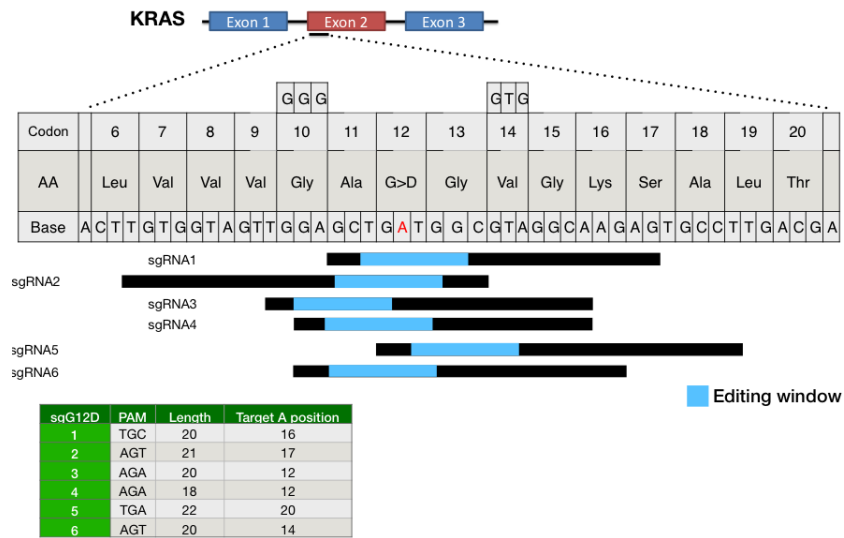 KRAS Exon 1 Exon 2 Exon 3
G G G G T G
Codon 6 7 8 9 10 11 12 13 14 15 16 17 18 19 20
AA Leu Val Val Val Gly Ala G>D Gly Val Gly Lys Ser Ala Leu Thr
Base A C T T G T G G T A G T T G G A G C T G A T G G C G T A G G C A A G A G T G C C T T G A C G A
sgRNA1
sgRNA2
sgRNA3
sgRNA4
sgRNA5
sgRNA6
Editing window
sgG12D PAM Length Target A position
1 TGC 20 16
2 AGT 21 17
3 AGA 20 12
4 AGA 18 12
5 TGA 22 20
6 AGT 20 14